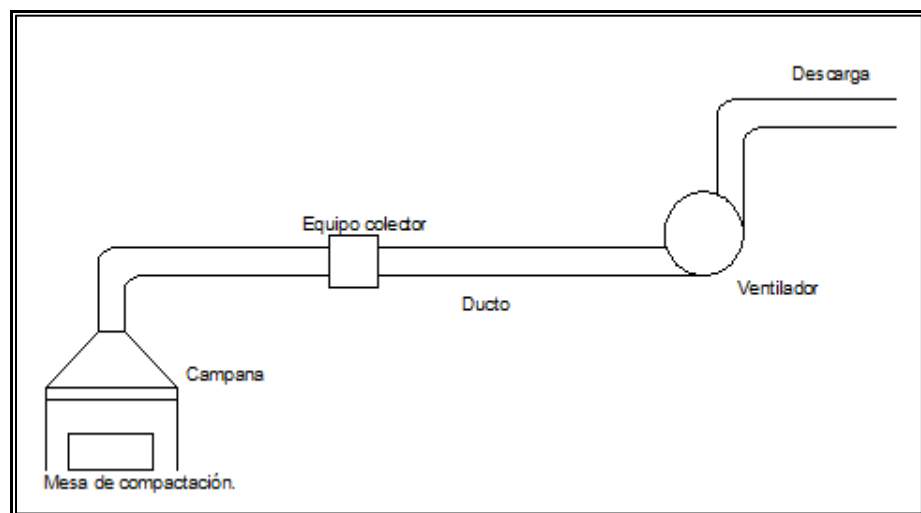 Descarga
Equipo colector
Ventilador
Ducto
Campana
Mesa de compactación.